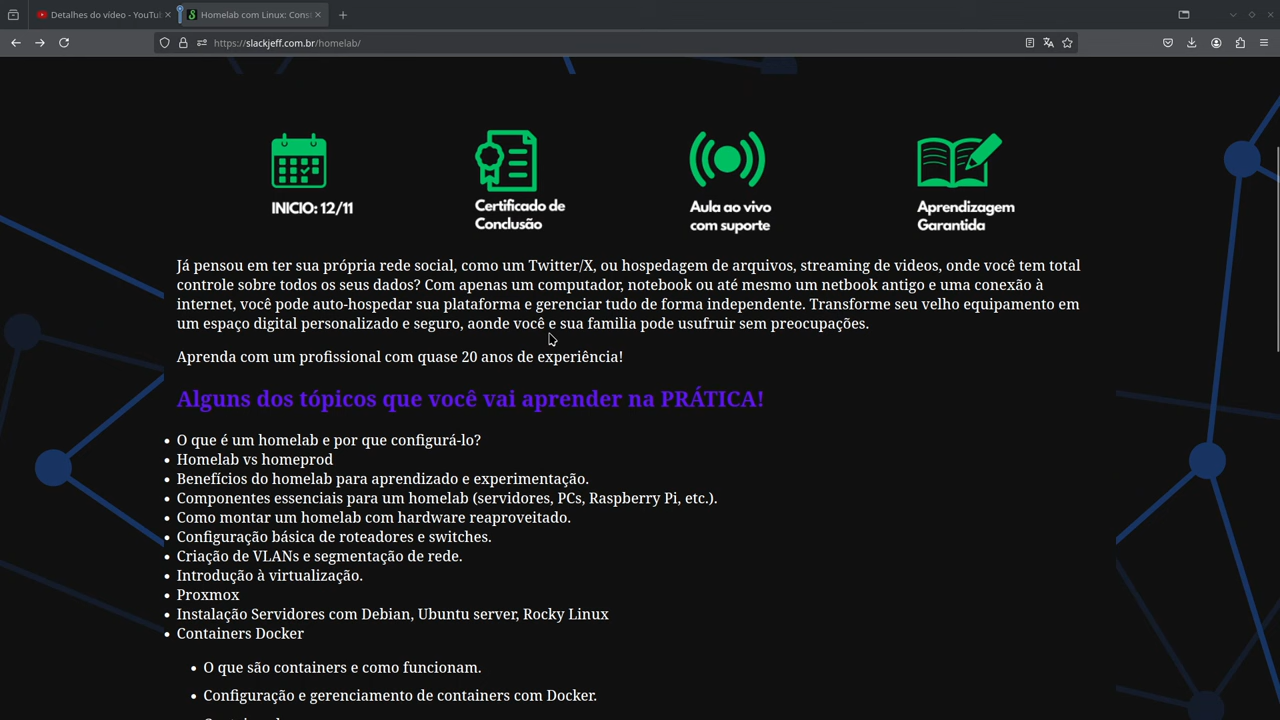 Detalhes do vídeo - YouTu
Homelab com Linux: Cons
https://slackjeff.com.br/homelab/
INICIO: 12/11
Certificado de
Conclusão
Aula ao vivo
com suporte
Aprendizagem
Garantida
Já pensou em ter sua própria rede social, como um Twitter/X, ou hospedagem de arquivos, streaming de videos, onde você tem total
controle sobre todos os seus dados? Com apenas um computador, notebook ou até mesmo um netbook antigo e uma conexão à
internet, você pode auto-hospedar sua plataforma e gerenciar tudo de forma independente. Transforme seu velho equipamento em
um espaço digital personalizado e seguro, aonde você e sua familia pode usufruir sem preocupações.
Aprenda com um profissional com quase 20 anos de experiência!
Alguns dos tópicos que você vai aprender na PRÁTICA!
O que é um homelab e por que configurá-lo?
Homelab vs homeprod
Benefícios do homelab para aprendizado e experimentação.
Componentes essenciais para um homelab (servidores, PCs, Raspberry Pi, etc.).
Como montar um homelab com hardware reaproveitado.
Configuração básica de roteadores e switches.
Criação de VLANs e segmentação de rede.
Introdução à virtualização.
Proxmox
Instalação Servidores com Debian, Ubuntu server, Rocky Linux
Containers Docker
O que são containers e como funcionam.
Configuração e gerenciamento de containers com Docker.